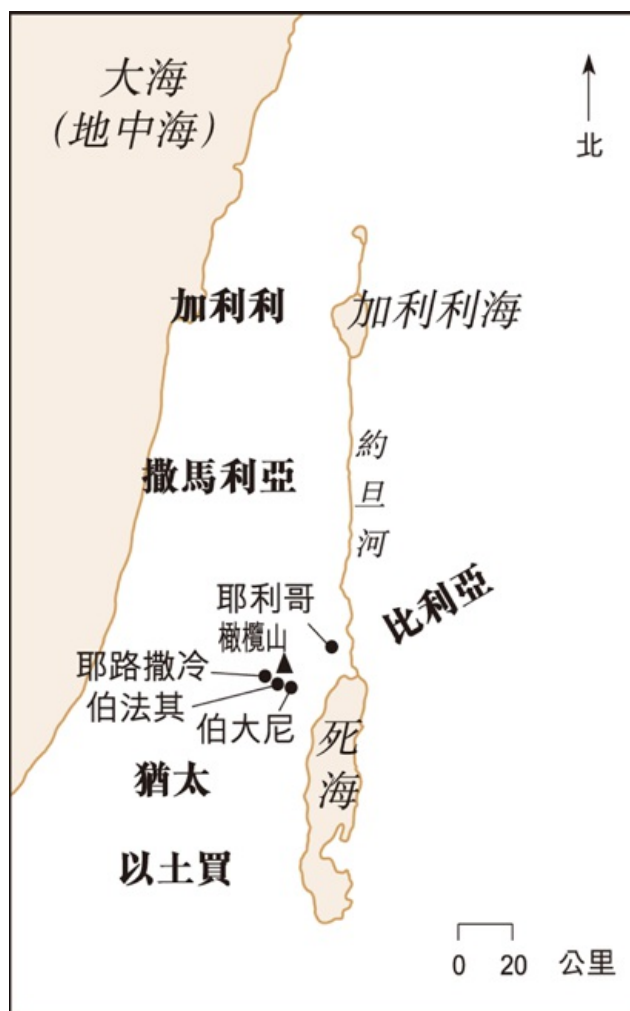 大海
(地中海)
北
加利利
加利利海
約旦河
撒馬利亞
比利亞
耶利哥
橄欖山
耶路撒冷
伯法其
伯大尼
死海
猶太
以土買
0 20 公里